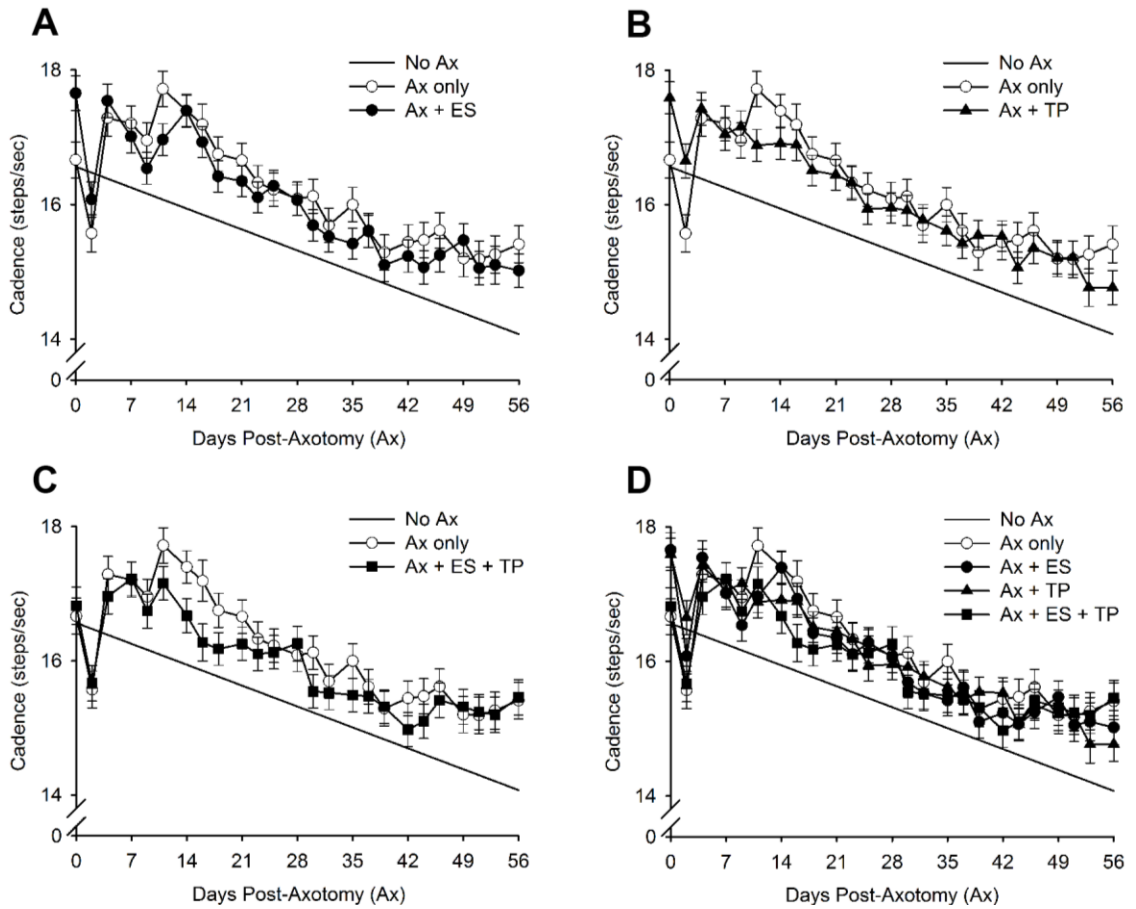 A
No Ax
Ax only
Ax + ES
Cadence (steps/sec)
18
16
14
0
0 7 14 21 28 35 42 49 56
Days Post-Axotomy (Ax)
B
No Ax
Ax only
Ax + TP
Cadence (steps/sec)
18
16
14
0
0 7 14 21 28 35 42 49 56
Days Post-Axotomy (Ax)
C
No Ax
Ax only
Ax + ES + TP
Cadence (steps/sec)
18
16
14
0
0 7 14 21 28 35 42 49 56
Days Post-Axotomy (Ax)
D
No Ax
Ax only
Ax + ES
Ax + TP
Ax + ES + TP
Cadence (steps/sec)
18
16
14
0
0 7 14 21 28 35 42 49 56
Days Post-Axotomy (Ax)